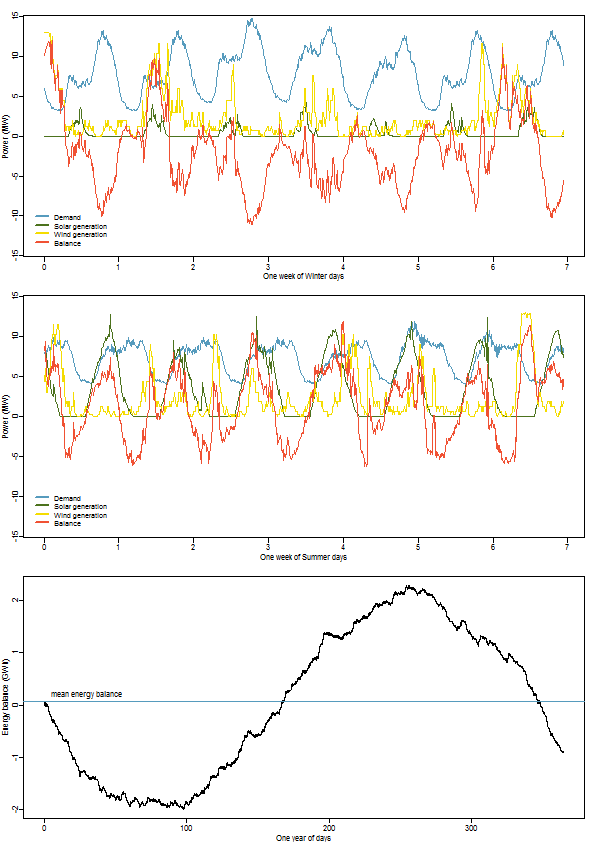 15
10
5
0
-5
-10
-15
Power (MW)
Demand
Solar generation
Wind generation
Balance
0 1 2 3 4 5 6 7
One week of Winter days
15
10
5
0
-5
-10
-15
Power (MW)
Demand
Solar generation
Wind generation
Balance
0 1 2 3 4 5 6 7
One week of Summer days
2
1
0
-1
-2
Energy balance (GWh)
mean energy balance
0 100 200 300
One year of days